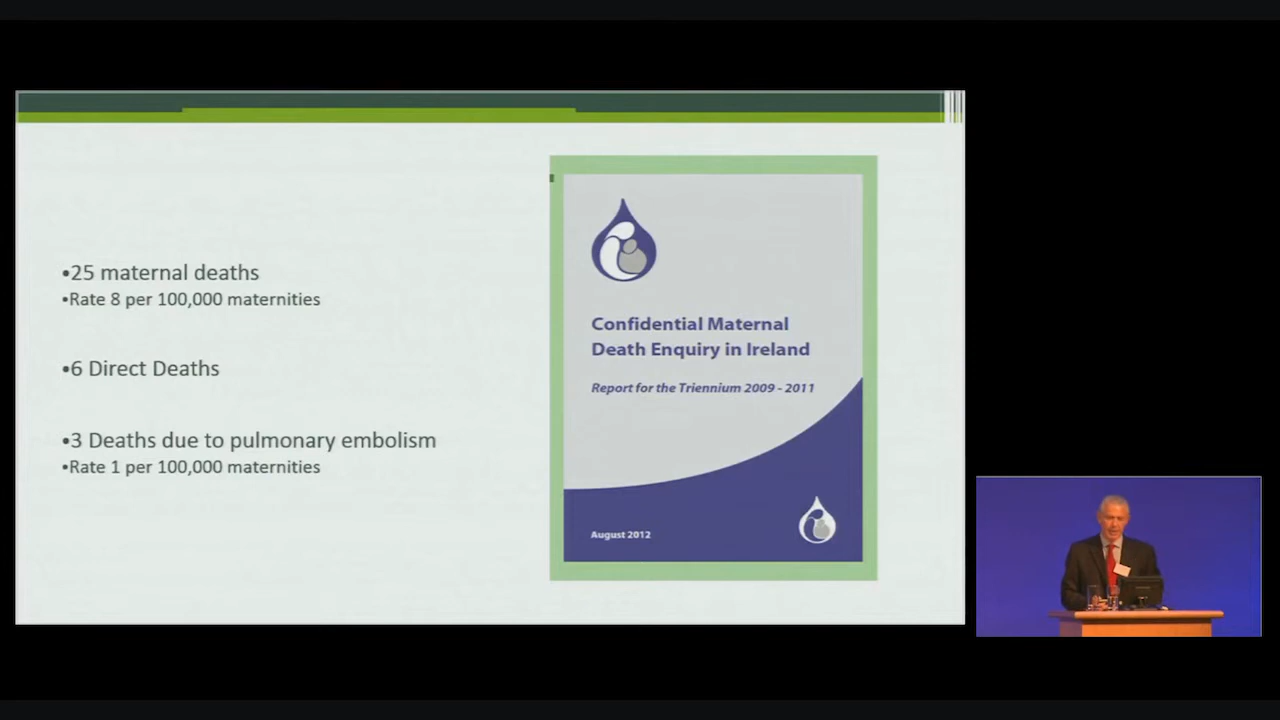 •25 maternal deaths
•Rate 8 per 100,000 maternities
•6 Direct Deaths
•3 Deaths due to pulmonary embolism
•Rate 1 per 100,000 maternities
Confidential Maternal
Death Enquiry in Ireland
Report for the Triennium 2009 - 2011
August 2012